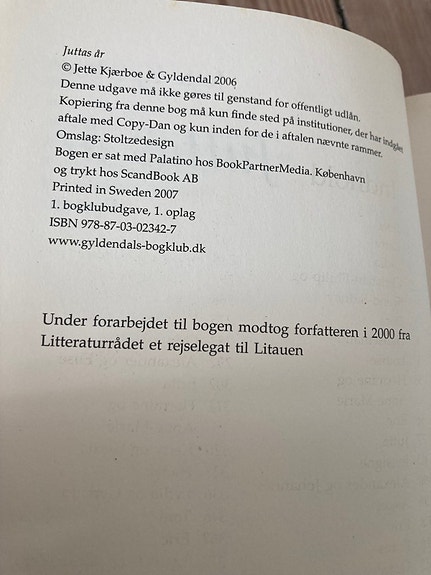 Juttas år
© Jette Kjærboe & Gyldendal 2006
Denne udgave må ikke gøres til genstand for offentligt udlån.
Kopiering fra denne bog må kun finde sted på institutioner, der har indgået
aftale med Copy-Dan og kun inden for de i aftalen nævnte rammer.
Omslag: Stoltzedesign
Bogen er sat med Palatino hos BookPartnerMedia. København
og trykt hos ScandBook AB
Printed in Sweden 2007
1. bogklubudgave, 1. oplag
ISBN 978-87-03-02342-7
www.gyldendals-bogklub.dk
Under forarbejdet til bogen modtog forfatteren i 2000 fra
Litteraturrådet et rejselegat til Litauen